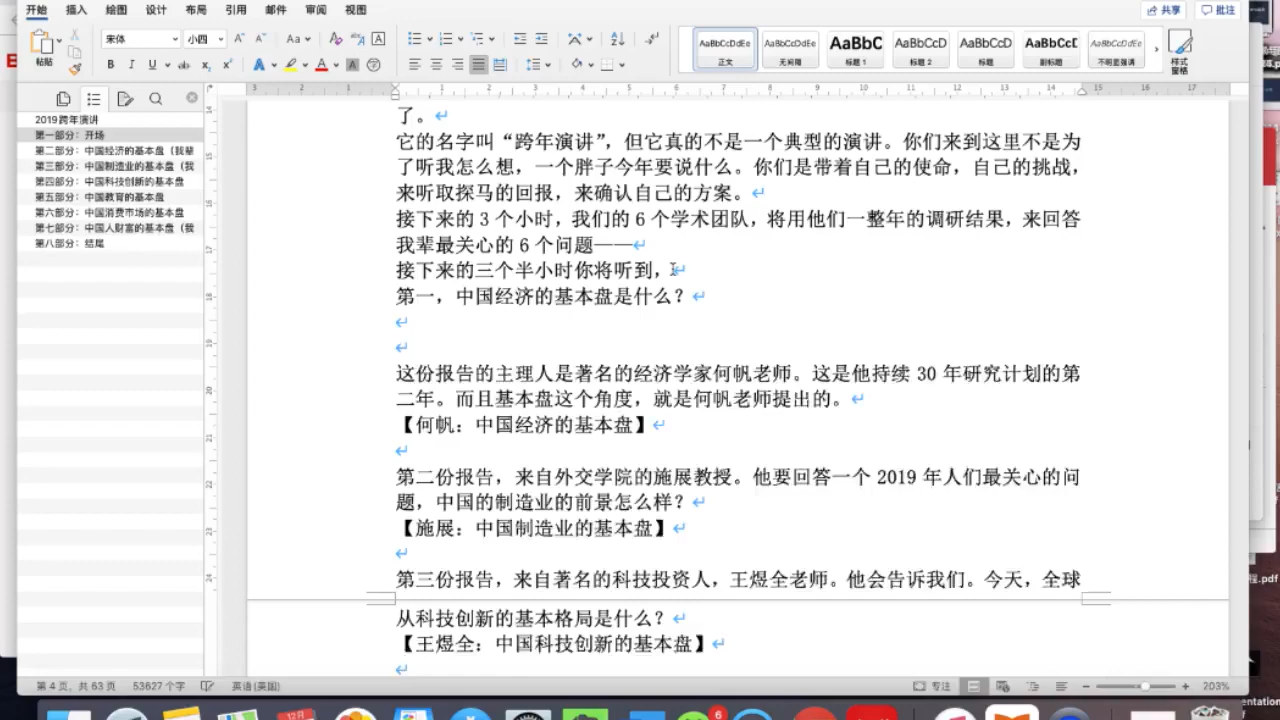 开始 插入 绘图 设计 布局 引用 邮件 审阅 视图
共享 批注
粘贴
宋体 小四
AaBbCcDdEe AaBbCcDdEe AaBbC AaBbCcD AaBbCcD AaBbCcD AaBbCcDdEe
正文 无间隔 标题 1 标题 2 标题 副标题 不明显强调
样式
窗格
2019跨年演讲
第一部分：开场
第二部分：中国经济的基本盘（我辈
第三部分：中国制造业的基本盘（我
第四部分：中国科技创新的基本盘
第五部分：中国教育的基本盘
第六部分：中国消费市场的基本盘
第七部分：中国人财富的基本盘（我
第八部分：结尾
了。
它的名字叫“跨年演讲”，但它真的不是一个典型的演讲。你们来到这里不是为
了听我怎么想，一个胖子今年要说什么。你们是带着自己的使命，自己的挑战，
来听取探马的回报，来确认自己的方案。
接下来的 3 个小时，我们的 6 个学术团队，将用他们一整年的调研结果，来回答
我辈最关心的 6 个问题——
接下来的三个半小时你将听到，
第一，中国经济的基本盘是什么？
这份报告的主理人是著名的经济学家何帆老师。这是他持续 30 年研究计划的第
二年。而且基本盘这个角度，就是何帆老师提出的。
【何帆：中国经济的基本盘】
第二份报告，来自外交学院的施展教授。他要回答一个 2019 年人们最关心的问
题，中国的制造业的前景怎么样？
【施展：中国制造业的基本盘】
第三份报告，来自著名的科技投资人，王煜全老师。他会告诉我们。今天，全球
从科技创新的基本格局是什么？
【王煜全：中国科技创新的基本盘】
第 4 页，共 63 页 53627 个字 英语(美国) 专注 203%
程.pdf
12月
6